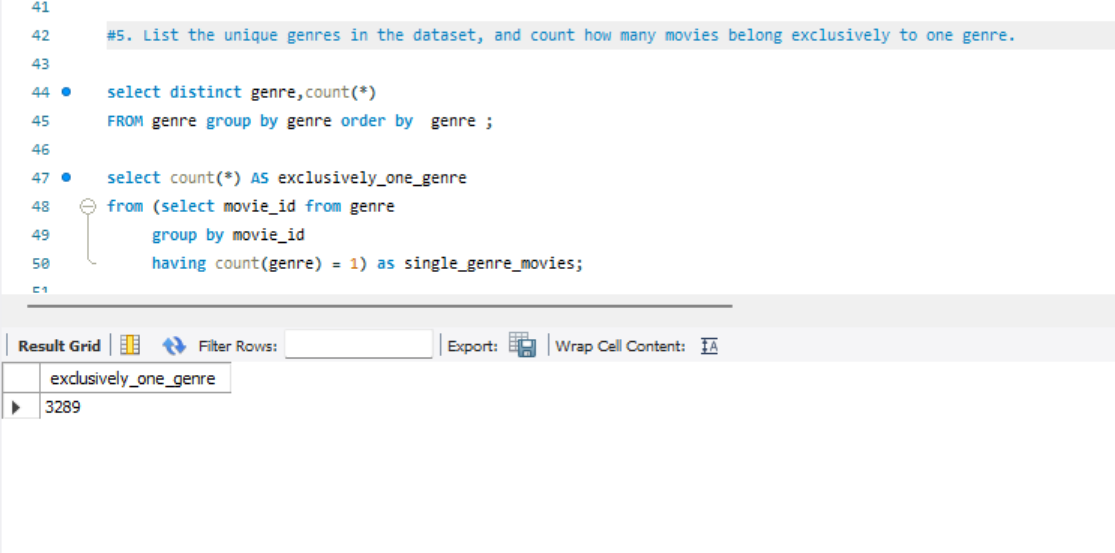 41
42 #5. List the unique genres in the dataset, and count how many movies belong exclusively to one genre.
43
44 select distinct genre,count(*)
45 FROM genre group by genre order by  genre ;
46
47 select count(*) AS exclusively_one_genre
48 from (select movie_id from genre
49 group by movie_id
50 having count(genre) = 1) as single_genre_movies;
51
Result Grid Filter Rows: Export: Wrap Cell Content: IA
exclusively_one_genre
3289